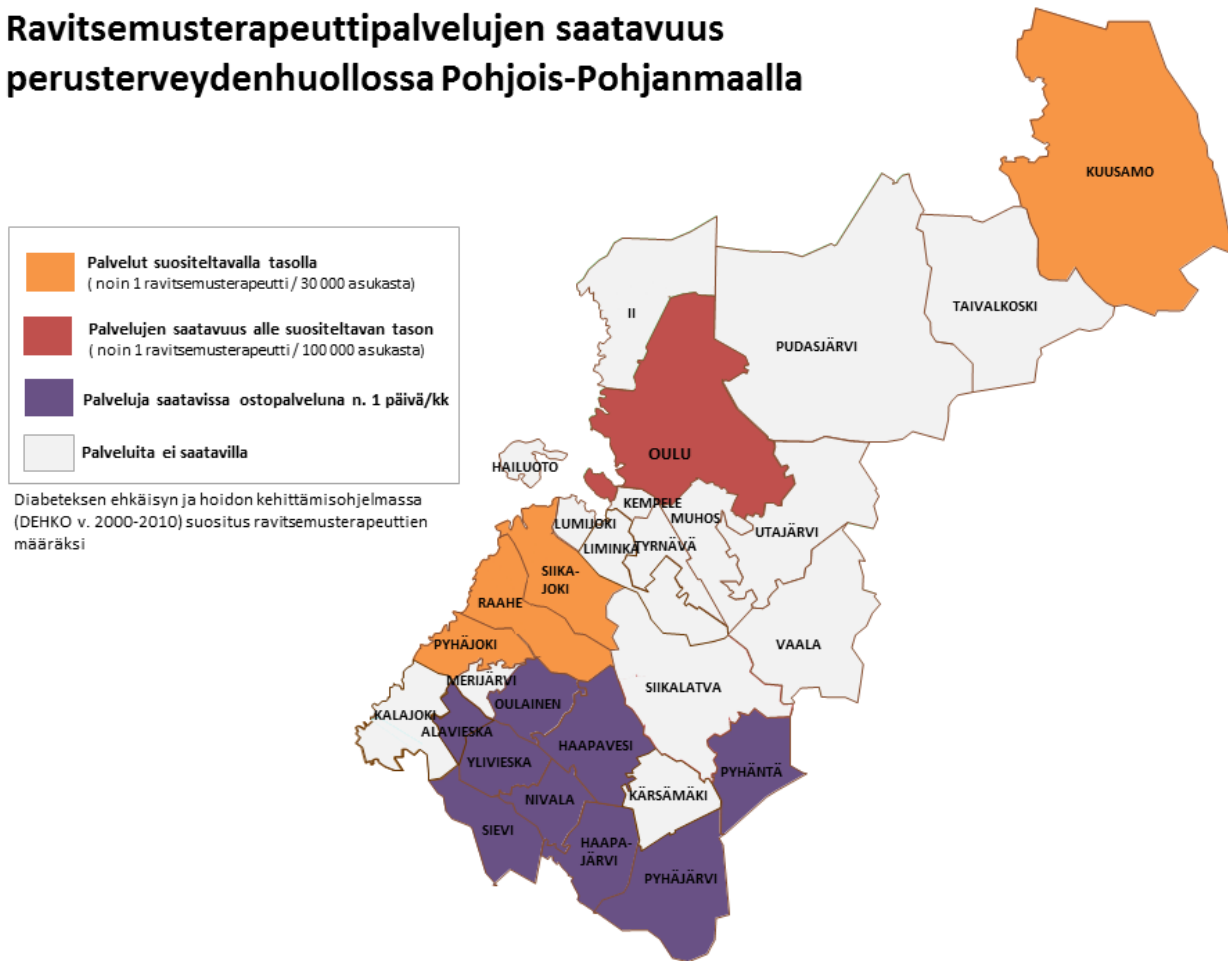 Ravitsemusterapeuttipalvelujen saatavuus
perusterveydenhuollossa Pohjois-Pohjanmaalla
Palvelut suositeltavalla tasolla
( noin 1 ravitsemusterapeutti / 30 000 asukasta)
Palvelujen saatavuus alle suositeltavan tason
( noin 1 ravitsemusterapeutti / 100 000 asukasta)
Palveluja saatavissa ostopalveluna n. 1 päivä/kk
Palveluita ei saatavilla
Diabeteksen ehkäisyn ja hoidon kehittämisohjelmassa
(DEHKO v. 2000-2010) suositus ravitsemusterapeuttien
määräksi
KUUSAMO
TAIVALKOSKI
II
PUDASJÄRVI
OULU
HAILUOTO
KEMPELE
LUMIJOKI
MUHOS
UTAJÄRVI
LIMINKA
TYRNÄVÄ
SIIKA-
JOKI
RAAHE
PYHÄJOKI
VAALA
MERIJÄRVI
SIIKALATVA
OULAINEN
KALAJOKI
ALAVIESKA
HAAPAVESI
YLIVIESKA
PYHÄNTÄ
NIVALA
KÄRSÄMÄKI
SIEVI
HAAPA-
JÄRVI
PYHÄJÄRVI